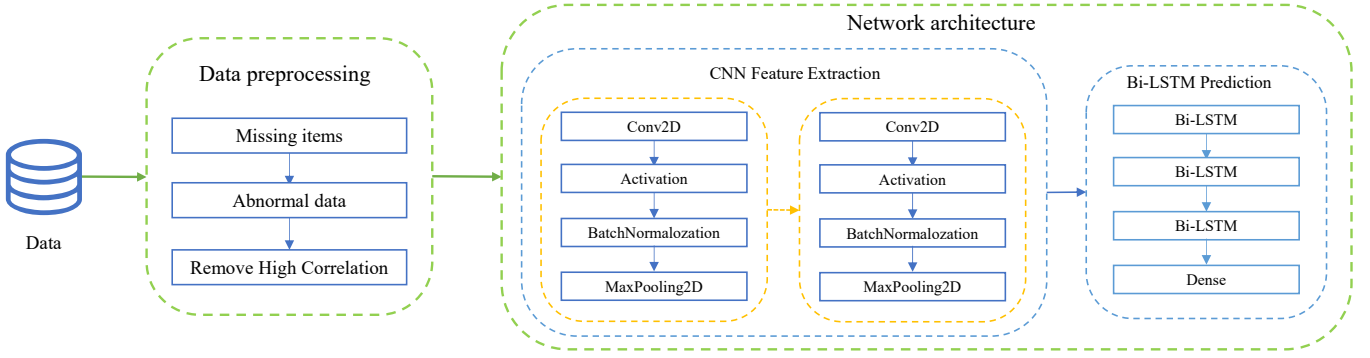 Data
Data preprocessing
Missing items
Abnormal data
Remove High Correlation
Network architecture
CNN Feature Extraction
Conv2D
Activation
BatchNormalozation
MaxPooling2D
Conv2D
Activation
BatchNormalozation
MaxPooling2D
Bi-LSTM Prediction
Bi-LSTM
Bi-LSTM
Bi-LSTM
Dense